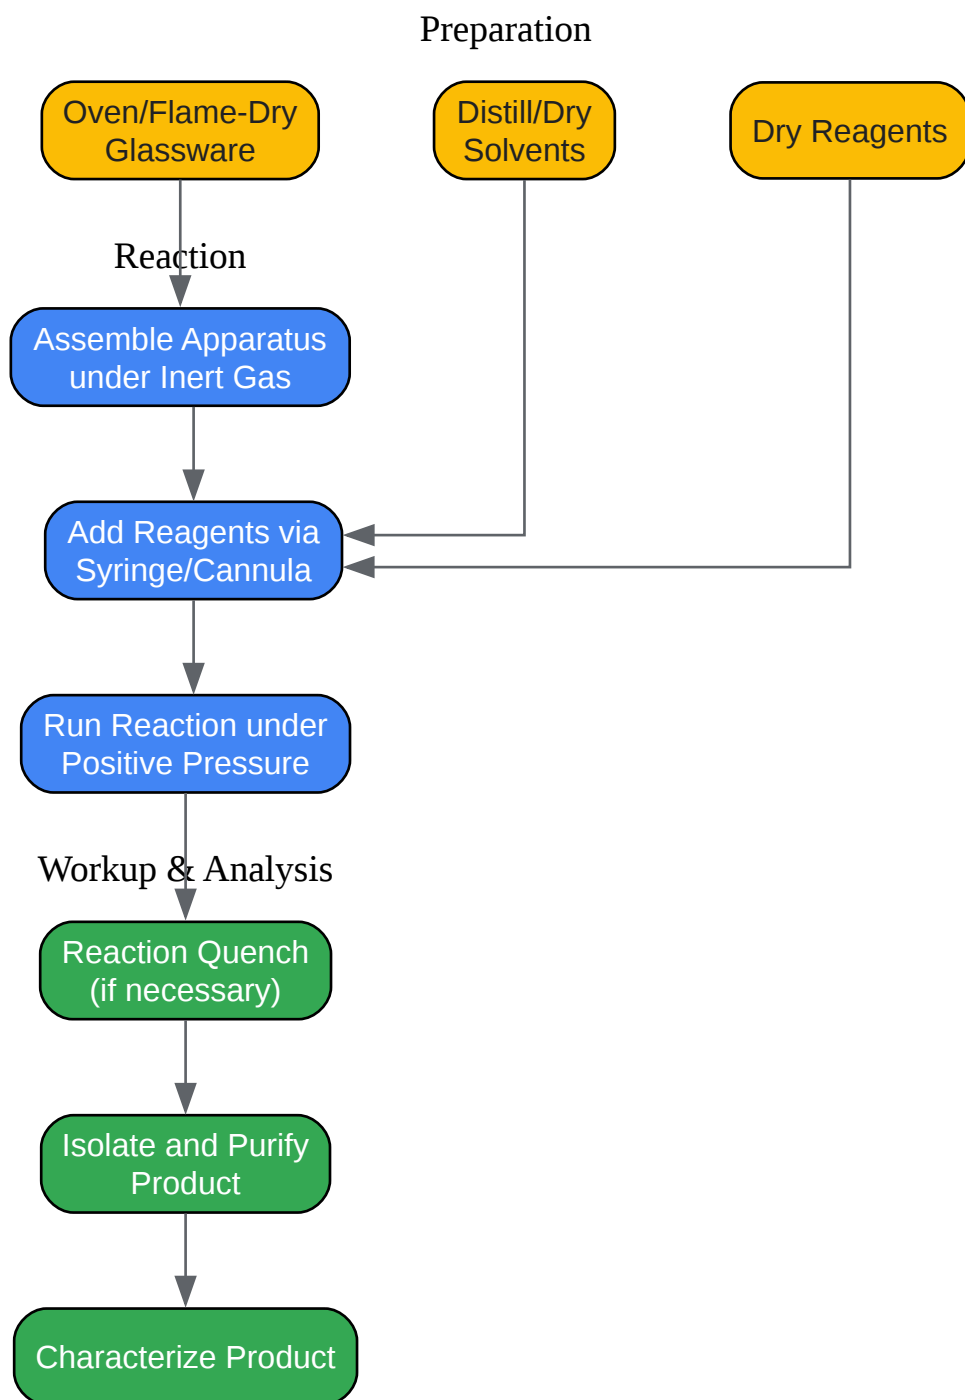 Preparation
Oven/Flame-Dry
Glassware
Distill/Dry
Solvents
Dry Reagents
Reaction
Assemble Apparatus
under Inert Gas
Add Reagents via
Syringe/Cannula
Run Reaction under
Positive Pressure
Workup & Analysis
Reaction Quench
(if necessary)
Isolate and Purify
Product
Characterize Product